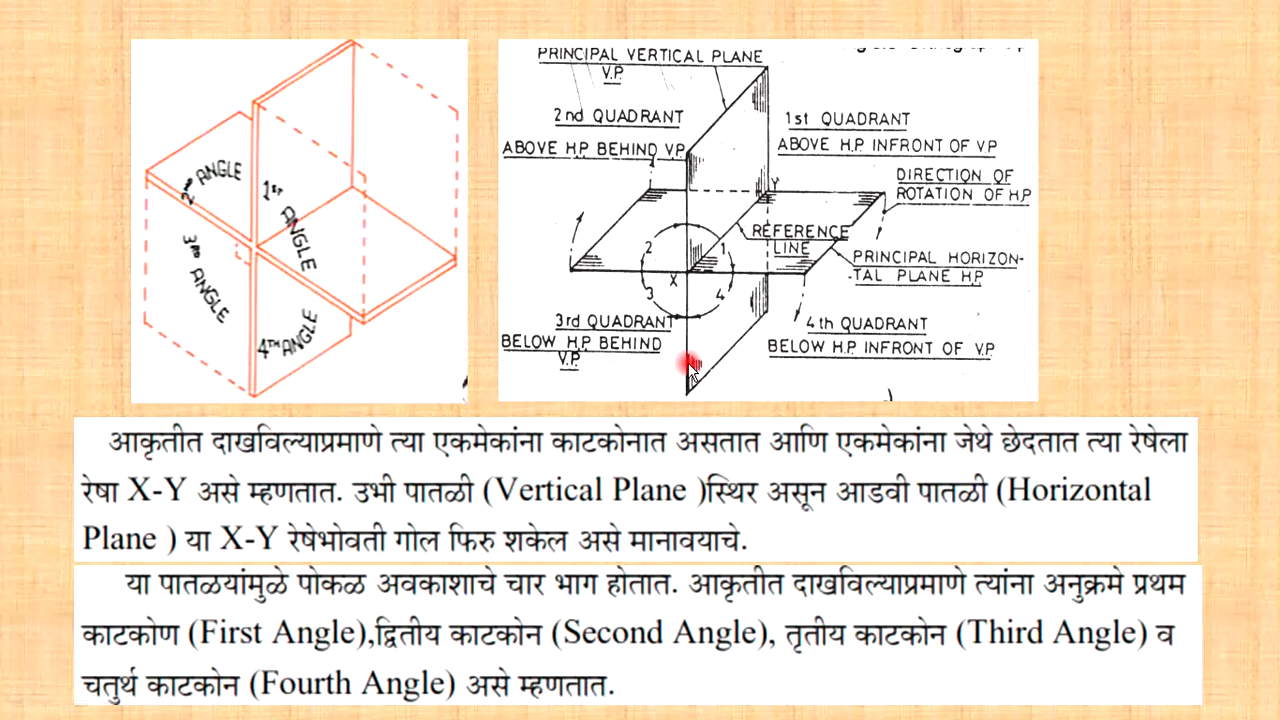 2ND ANGLE
1ST ANGLE
3RD ANGLE
4TH ANGLE
PRINCIPAL VERTICAL PLANE
V.P.
2nd QUADRANT
ABOVE H.P. BEHIND V.P.
1st QUADRANT
ABOVE H.P. INFRONT OF V.P
DIRECTION OF
ROTATION OF H.P
Y
REFERENCE
LINE
PRINCIPAL HORIZON-
-TAL PLANE H.P.
2
1
X
3
4
3rd QUADRANT
BELOW H.P. BEHIND
V.P.
4th QUADRANT
BELOW H.P. INFRONT OF V.P.
आकृतीत दाखविल्याप्रमाणे त्या एकमेकांना काटकोनात असतात आणि एकमेकांना जेथे छेदतात त्या रेषेला
रेषा X-Y असे म्हणतात. उभी पातळी (Vertical Plane )स्थिर असून आडवी पातळी (Horizontal
Plane ) या X-Y रेषेभोवती गोल फिरु शकेल असे मानावयाचे.
या पातळयांमुळे पोकळ अवकाशाचे चार भाग होतात. आकृतीत दाखविल्याप्रमाणे त्यांना अनुक्रमे प्रथम
काटकोण (First Angle),द्वितीय काटकोन (Second Angle), तृतीय काटकोन (Third Angle) व
चतुर्थ काटकोन (Fourth Angle) असे म्हणतात.